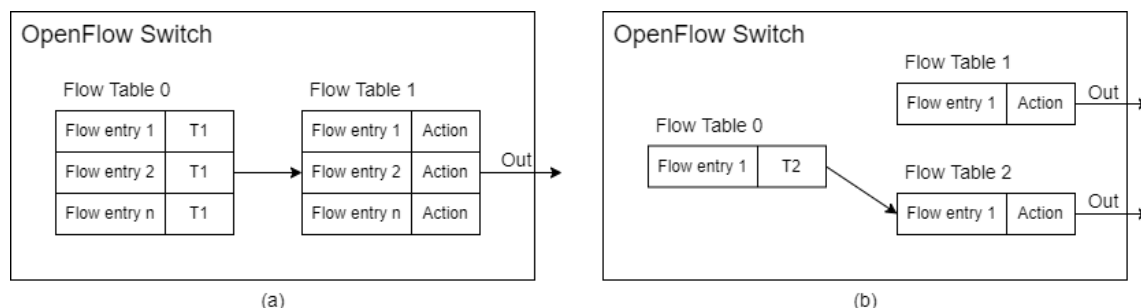 OpenFlow Switch
Flow Table 0
Flow entry 1 T1
Flow entry 2 T1
Flow entry n T1
Flow Table 1
Flow entry 1 Action
Flow entry 2 Action
Flow entry n Action
Out
(a)
OpenFlow Switch
Flow Table 0
Flow entry 1 T2
Flow Table 1
Flow entry 1 Action
Out
Flow Table 2
Flow entry 1 Action
Out
(b)